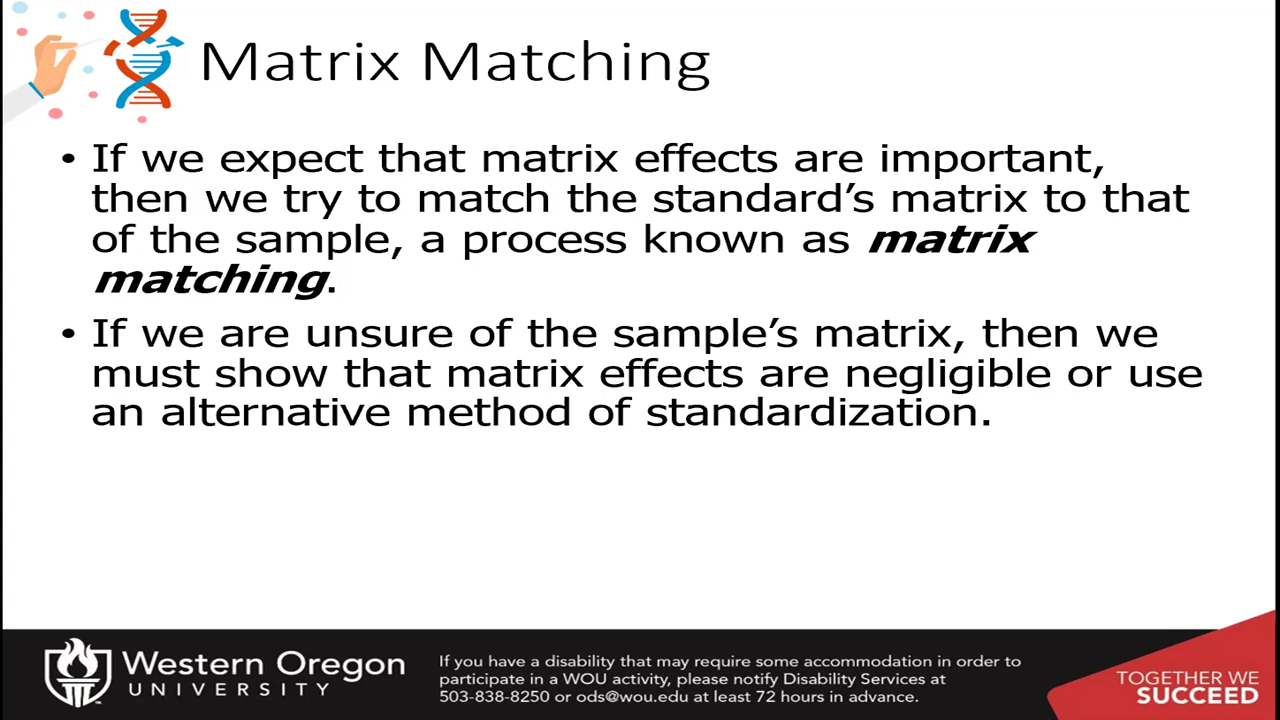 Matrix Matching
• If we expect that matrix effects are important,
then we try to match the standard’s matrix to that
of the sample, a process known as matrix
matching.
• If we are unsure of the sample’s matrix, then we
must show that matrix effects are negligible or use
an alternative method of standardization.
Western Oregon
UNIVERSITY
If you have a disability that may require some accommodation in order to
participate in a WOU activity, please notify Disability Services at
503-838-8250 or ods@wou.edu at least 72 hours in advance.
TOGETHER WE
SUCCEED